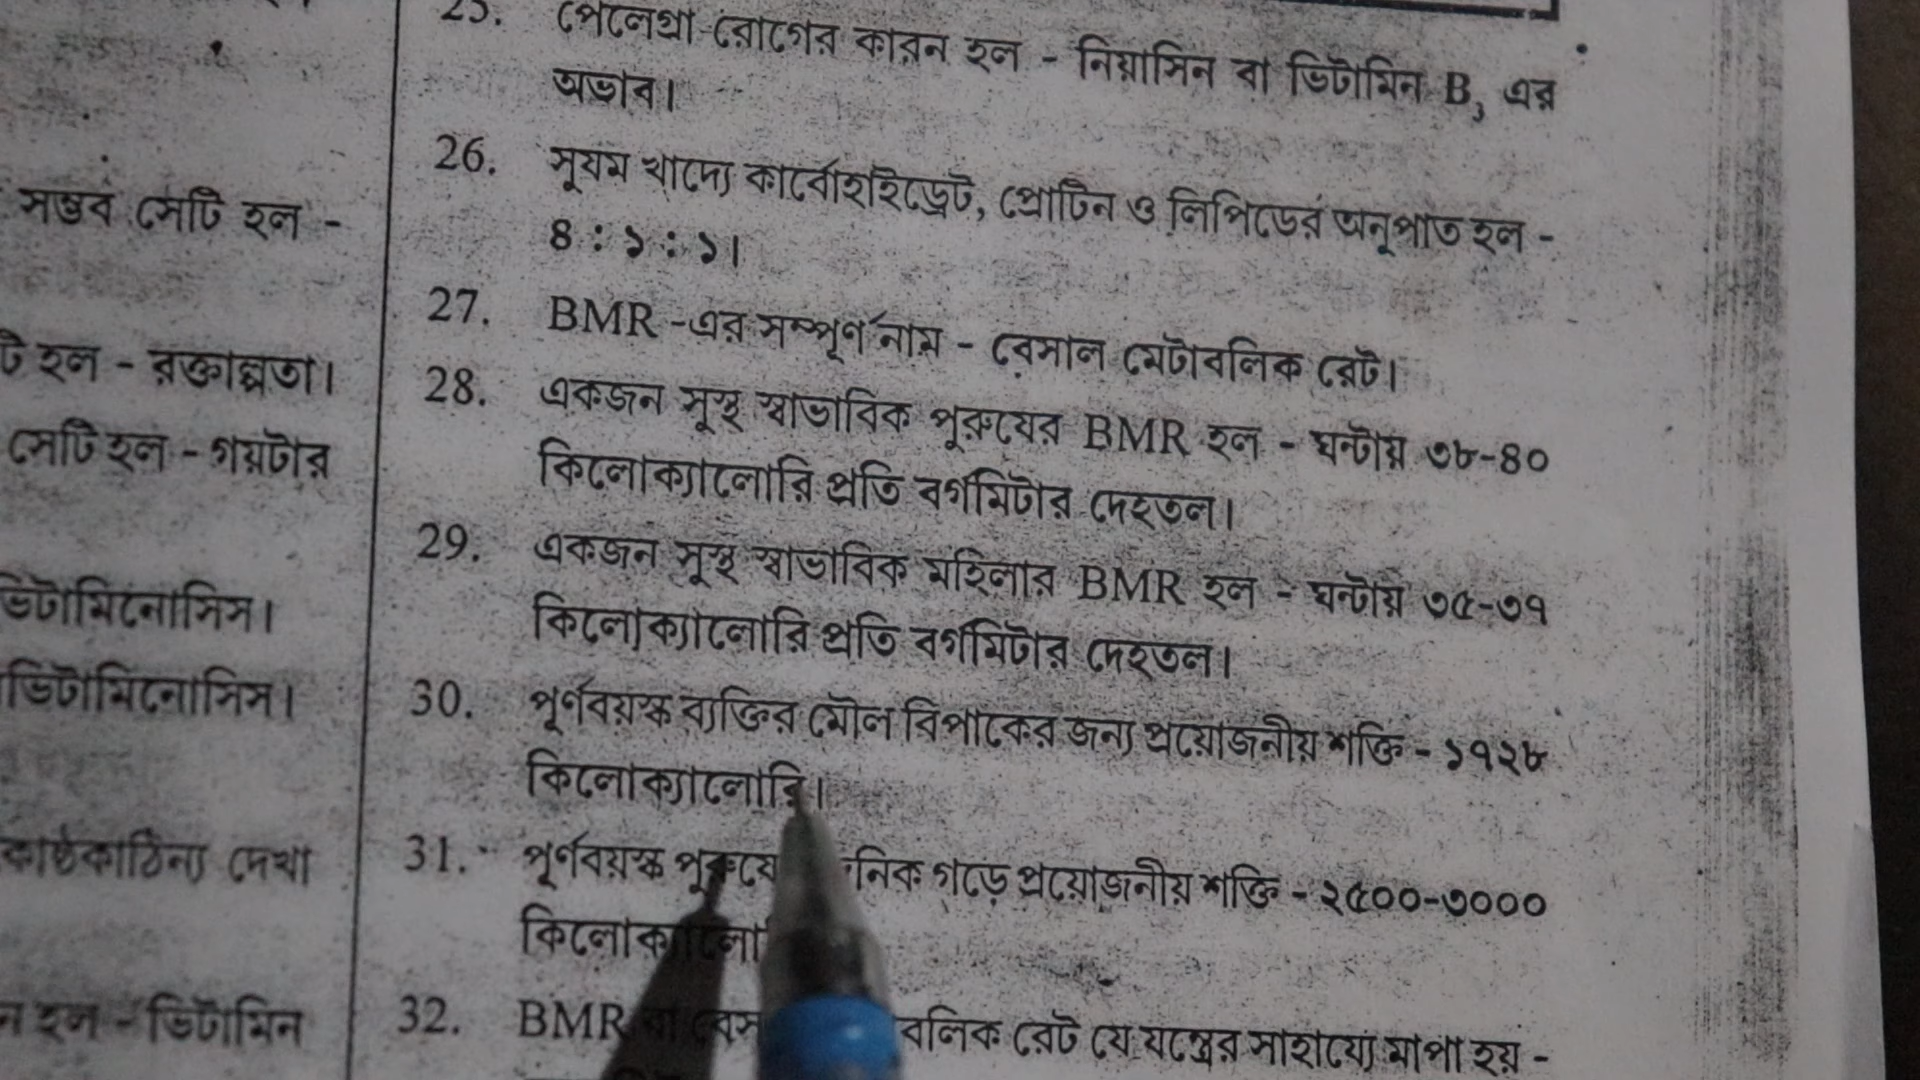 সম্ভব সেটি হল -
টি হল - রক্তাল্পতা।
সেটি হল - গয়টার
ভিটামিনোসিস।
ভিটামিনোসিস।
কাষ্ঠকাঠিন্য দেখা
ন হল - ভিটামিন
25. পেলেগ্রা রোগের কারন হল - নিয়াসিন বা ভিটামিন B₃ এর
অভাব।
26. সুষম খাদ্যে কার্বোহাইড্রেট, প্রোটিন ও লিপিডের অনুপাত হল -
৪ : ১ : ১।
27. BMR -এর সম্পূর্ণ নাম - বেসাল মেটাবলিক রেট।
28. একজন সুস্থ স্বাভাবিক পুরুষের BMR হল - ঘন্টায় ৩৮-৪০
কিলোক্যালোরি প্রতি বর্গমিটার দেহতল।
29. একজন সুস্থ স্বাভাবিক মহিলার BMR হল - ঘন্টায় ৩৫-৩৭
কিলোক্যালোরি প্রতি বর্গমিটার দেহতল।
30. পূর্ণবয়স্ক ব্যক্তির মৌল বিপাকের জন্য প্রয়োজনীয় শক্তি - ১৭২৮
কিলোক্যালোরি।
31. পূর্ণবয়স্ক পুরুষে নিক গড়ে প্রয়োজনীয় শক্তি - ২৫০০-৩০০০
কিলোক্যালো
32. BMR বা বেস বলিক রেট যে যন্ত্রের সাহায্যে মাপা হয় -